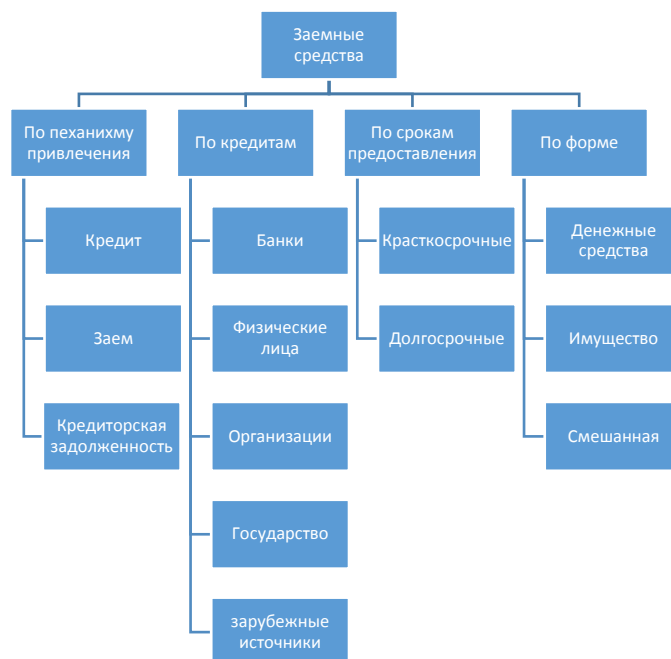 Заемные
средства
По пеханихму
привлечения
Кредит
Заем
Кредиторская
задолженность
По кредитам
Банки
Физические
лица
Организации
Государство
зарубежные
источники
По срокам
предоставления
Красткосрочные
Долгосрочные
По форме
Денежные
средства
Имущество
Смешанная